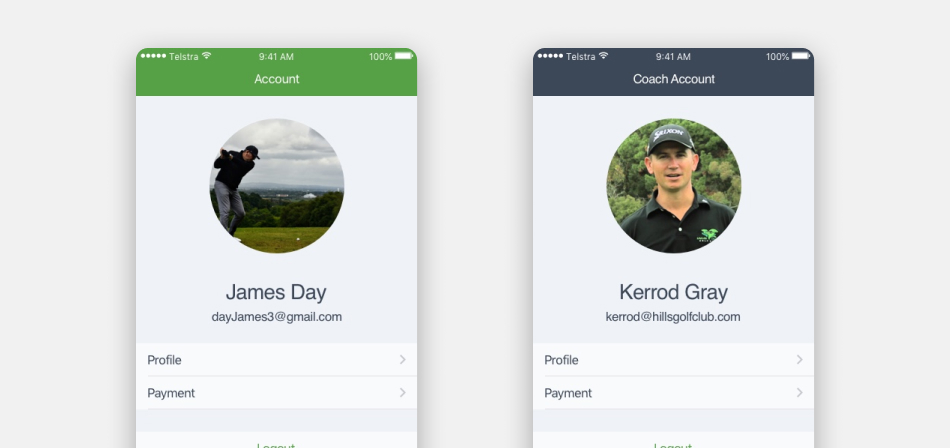 Telstra 9:41 AM 100%
Account
James Day
dayJames3@gmail.com
Profile
Payment
Logout
Telstra 9:41 AM 100%
Coach Account
SRIXON
Kerrod Gray
kerrod@hillsgolfclub.com
Profile
Payment
Logout